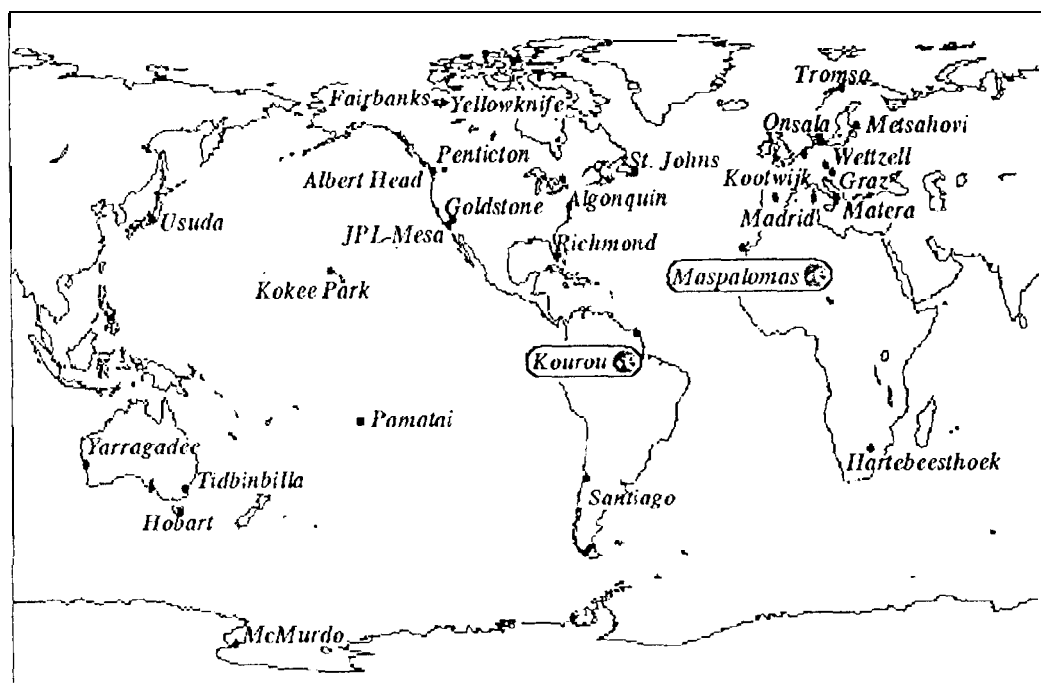 Tromso
Fairbanks
Yellowknife
Onsala
Metsahovi
Penticton
St. Johns
Wettzell
Albert Head
Kootwijk
Graz
Algonquin
Goldstone
Madrid
Matera
Usuda
JPL-Mesa
Richmond
Maspalomas
Kokee Park
Kourou
Pamatai
Yarragadee
Hartebeesthoek
Tidbinbilla
Santiago
Hobart
McMurdo